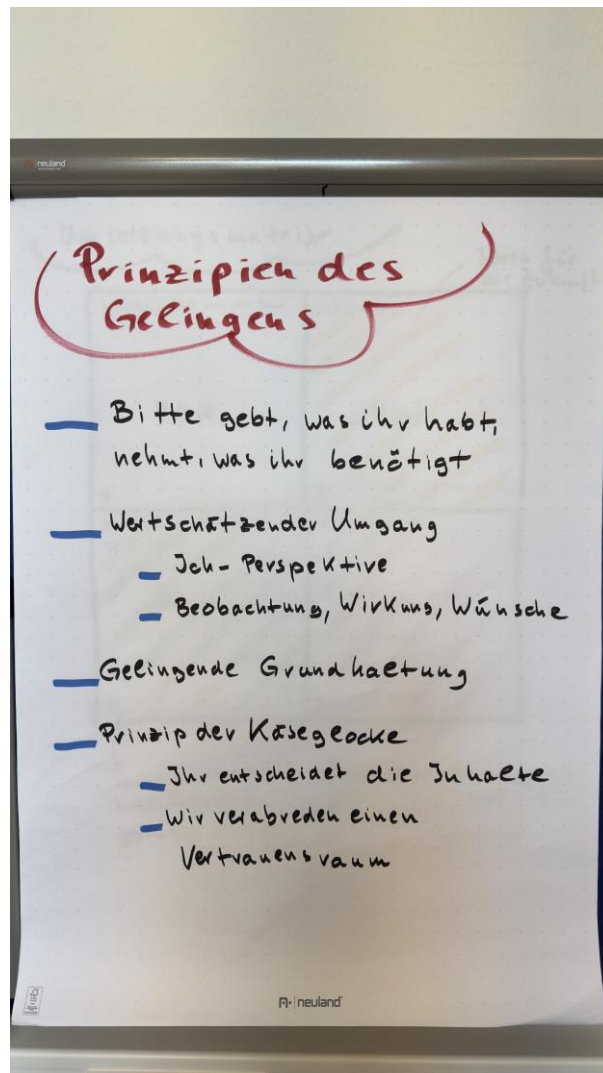 neuland
Prinzipien des
Gelingens
Bitte gebt, was ihr habt,
nehmt, was ihr benötigt
Wertschätzender Umgang
Ich-Perspektive
Beobachtung, Wirkung, Wünsche
Gelingende Grundhaltung
Prinzip der Käseglocke
Ihr entscheidet die Inhalte
Wir verabreden einen
Vertrauensraum
neuland